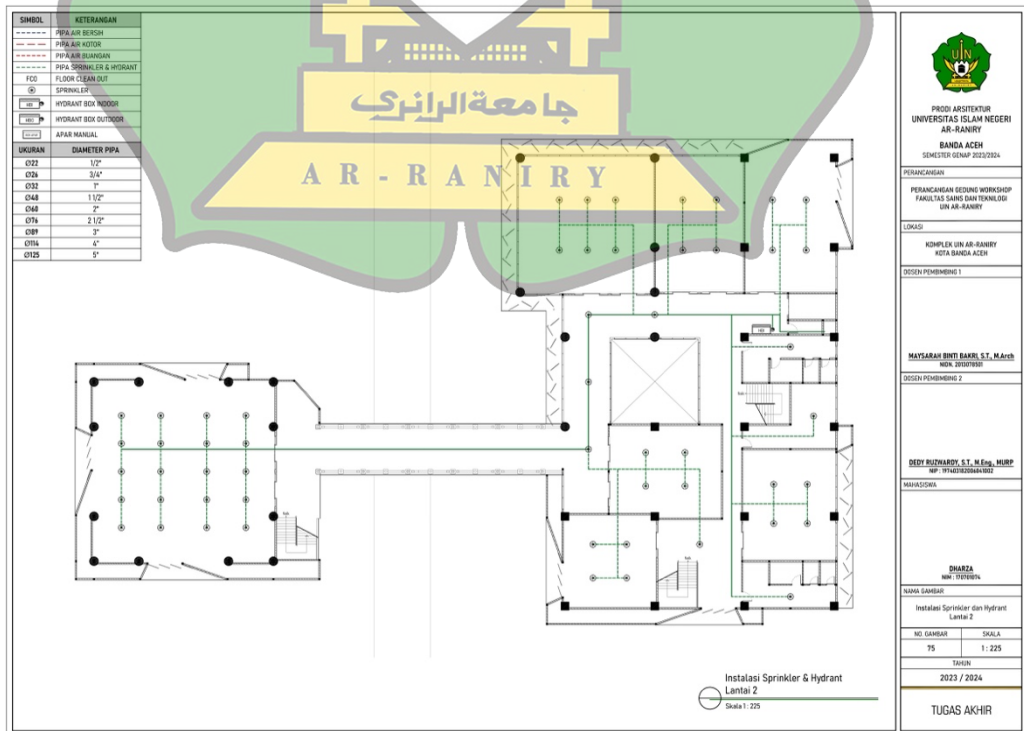 SIMBOL KETERANGAN
PIPA AIR BERSIH
PIPA AIR KOTOR
PIPA AIR BUANGAN
PIPA SPRINKLER & HYDRANT
FCO FLOOR CLEAN OUT
SPRINKLER
HYDRANT BOX INDOOR
HYDRANT BOX OUTDOOR
APAR MANUAL
UKURAN DIAMETER PIPA
Ø22 1/2"
Ø26 3/4"
Ø32 1"
Ø48 1 1/2"
Ø60 2"
Ø76 2 1/2"
Ø89 3"
Ø114 4"
Ø125 5"
جامعة الرانري
AR-RANIRY
Instalasi Sprinkler & Hydrant
Lantai 2
Skala 1 : 225
UIN
PRODI ARSITEKTUR
UNIVERSITAS ISLAM NEGERI
AR-RANIRY
BANDA ACEH
SEMESTER GENAP 2023/2024
PERANCANGAN
PERANCANGAN GEDUNG WORKSHOP
FAKULTAS SAINS DAN TEKNILOGI
UIN AR-RANIRY
LOKASI
KOMPLEK UIN AR-RANIRY
KOTA BANDA ACEH
DOSEN PEMBIMBING 1
MAYSARAH BINTI BAKRI, S.T., M.Arch
NIDN. 2013078501
DOSEN PEMBIMBING 2
DEDY RUZWARDY, S.T., M.Eng., MURP
MAHASISWA
DHARZA
NIM : 170701074
NAMA GAMBAR
Instalasi Sprinkler dan Hydrant
Lantai 2
NO. GAMBAR SKALA
75 1 : 225
TAHUN
2023 / 2024
TUGAS AKHIR